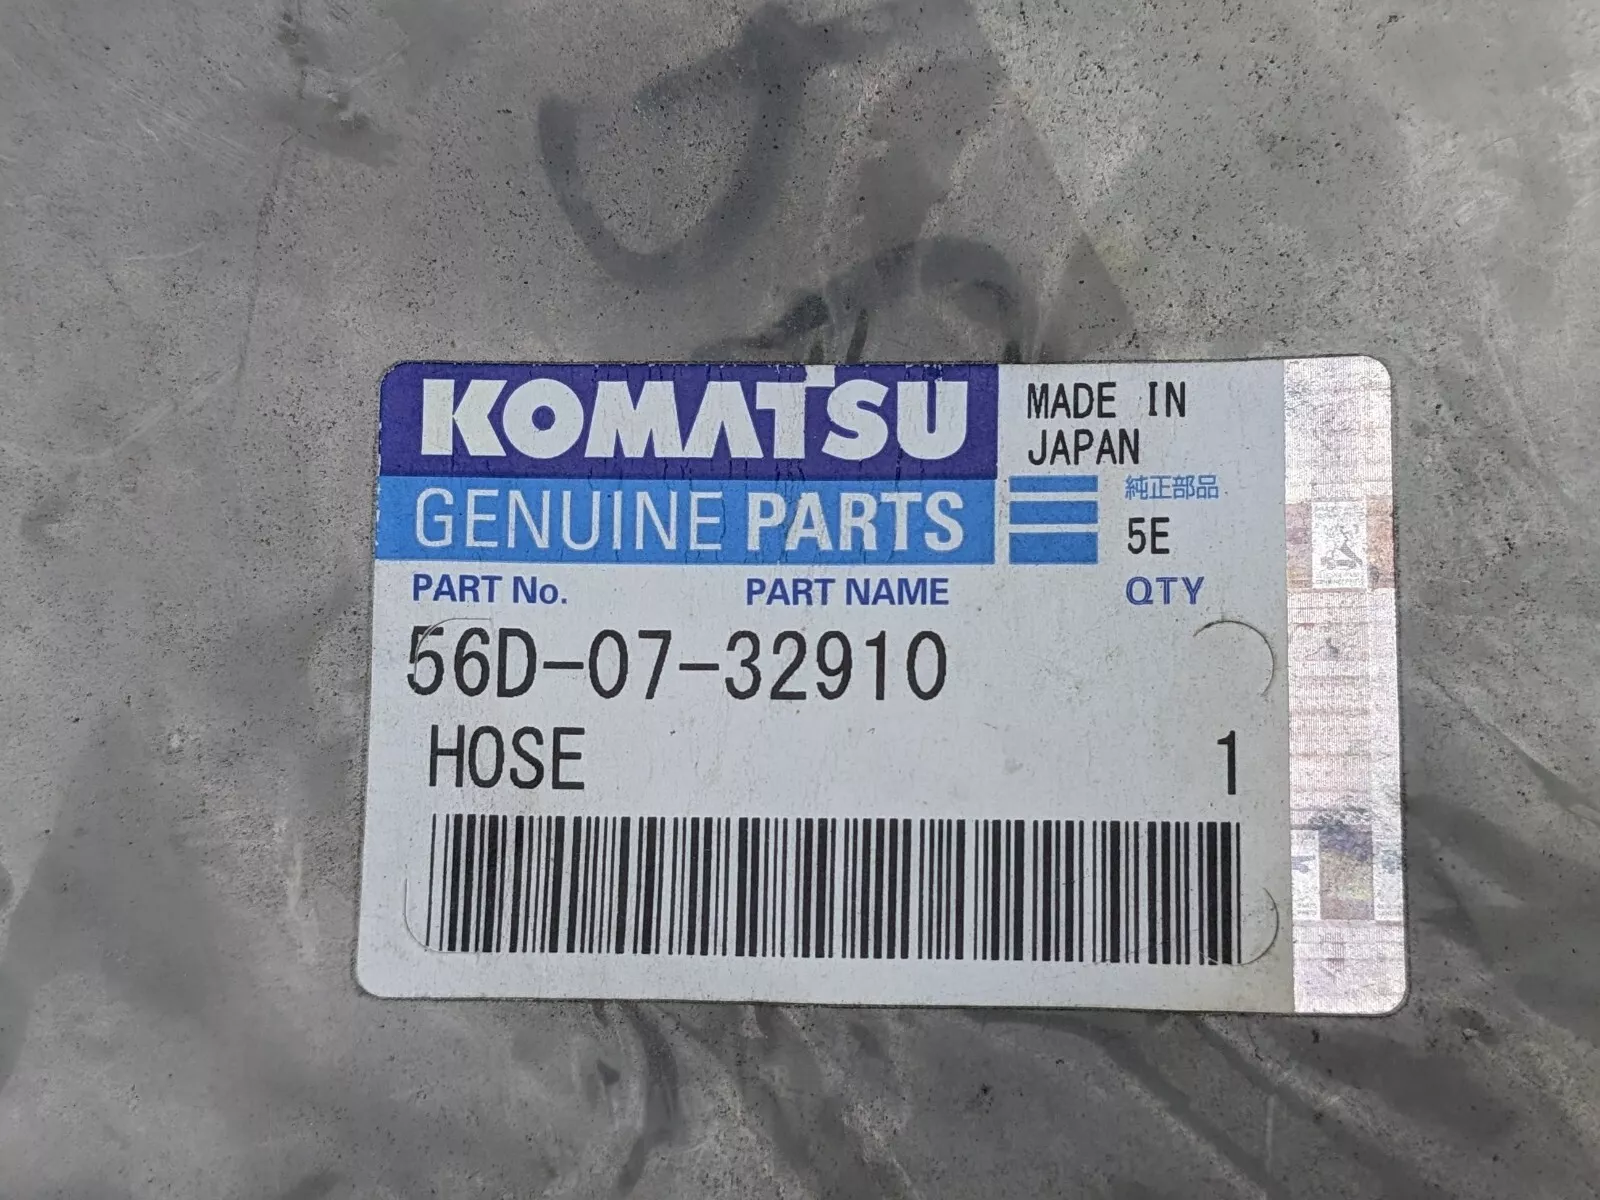 KOMATSU
MADE IN
JAPAN
GENUINE PARTS
純正部品
5E
PART No.
PART NAME
QTY
56D-07-32910
HOSE
1